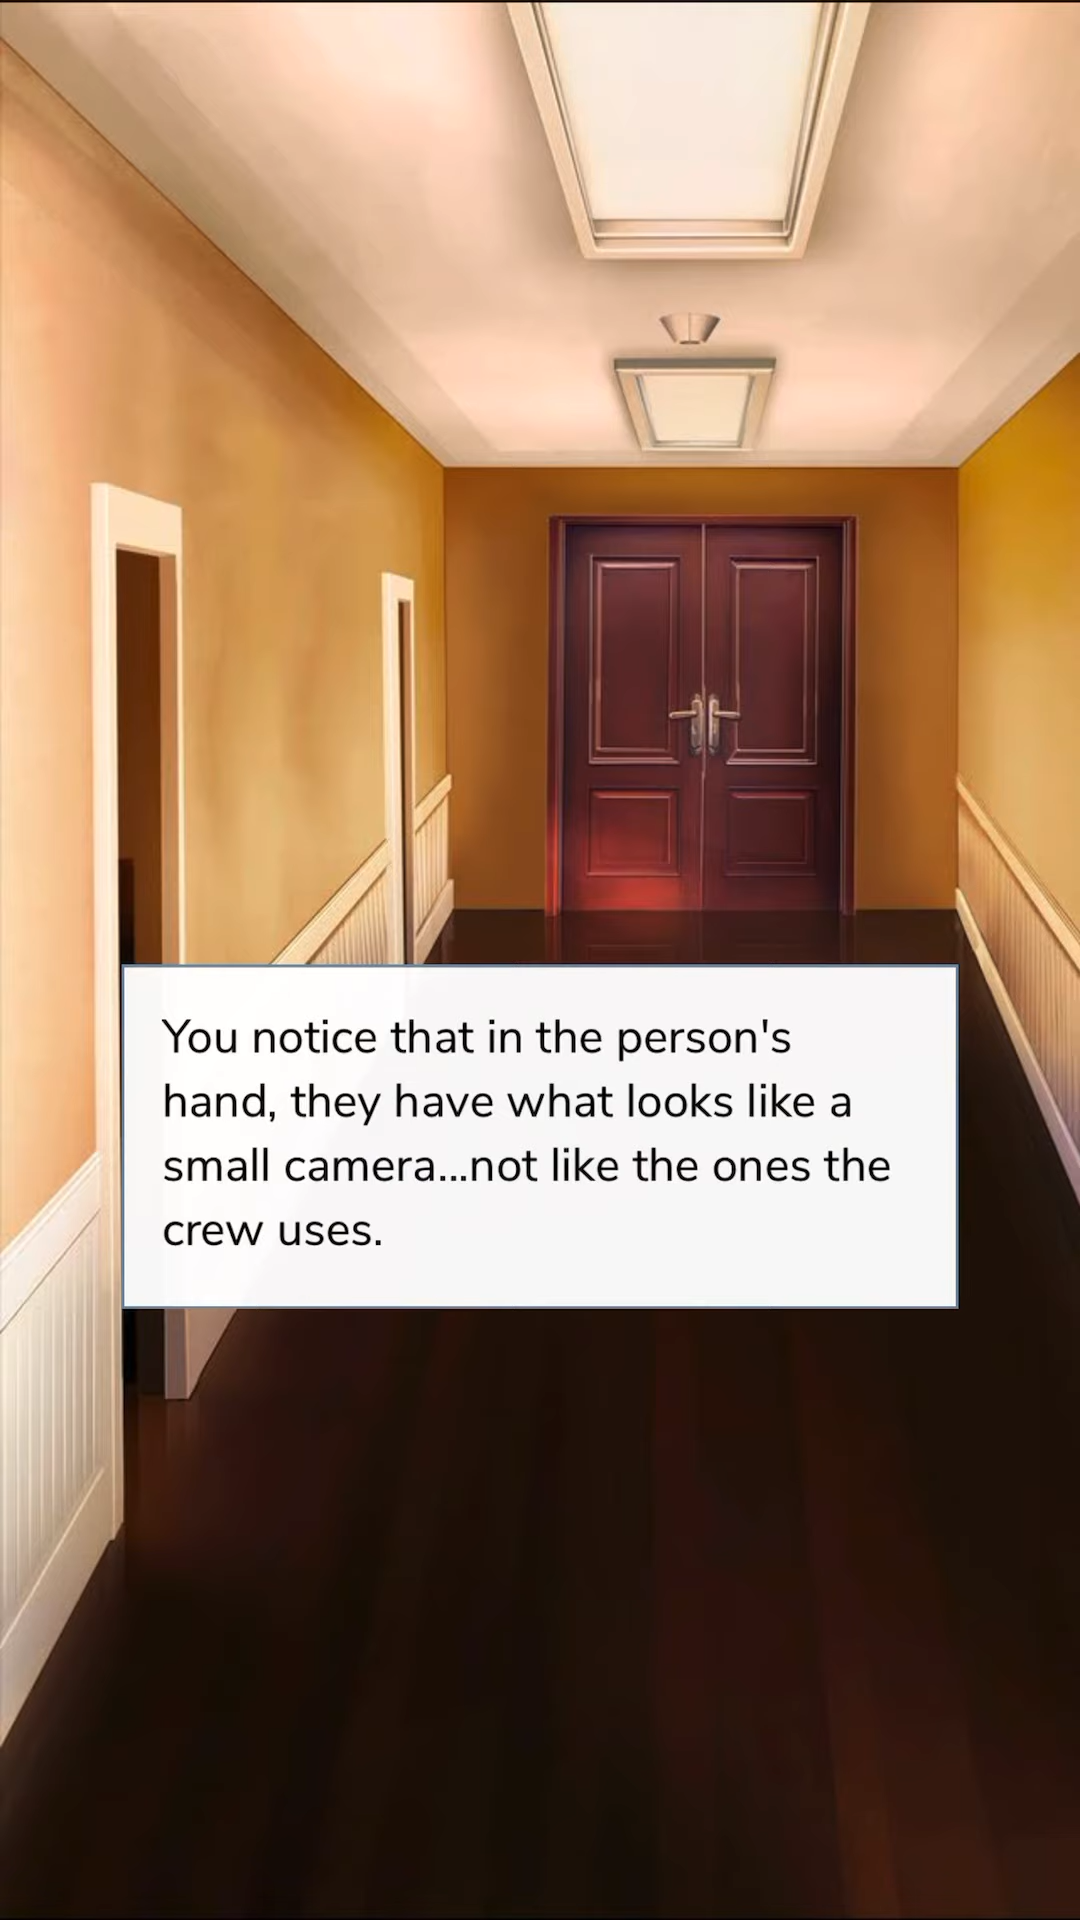 You notice that in the person's
hand, they have what looks like a
small camera...not like the ones the
crew uses.